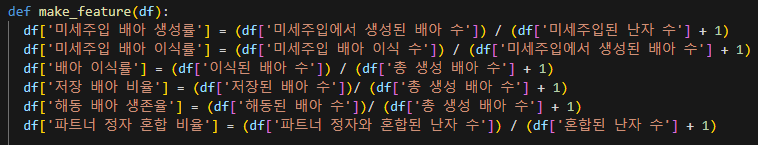 def make_feature(df):
df['미세주입 배아 생성률'] = (df['미세주입에서 생성된 배아 수']) / (df['미세주입된 난자 수'] + 1)
df['미세주입 배아 이식률'] = (df['미세주입 배아 이식 수']) / (df['미세주입에서 생성된 배아 수'] + 1)
df['배아 이식률'] = (df['이식된 배아 수']) / (df['총 생성 배아 수'] + 1)
df['저장 배아 비율'] = (df['저장된 배아 수'])/ (df['총 생성 배아 수'] + 1)
df['해동 배아 생존율'] = (df['해동된 배아 수'])/ (df['총 생성 배아 수'] + 1)
df['파트너 정자 혼합 비율'] = (df['파트너 정자와 혼합된 난자 수']) / (df['혼합된 난자 수'] + 1)